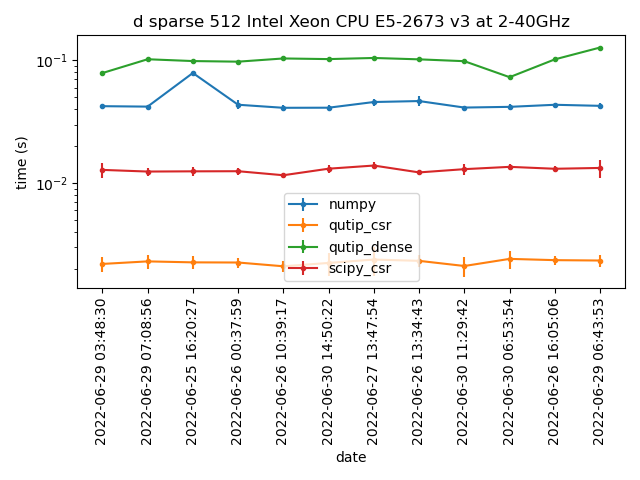 d sparse 512 Intel Xeon CPU E5-2673 v3 at 2-40GHz
time (s)
10⁻¹
10⁻²
numpy
qutip_csr
qutip_dense
scipy_csr
2022-06-29 03:48:30
2022-06-29 07:08:56
2022-06-25 16:20:27
2022-06-26 00:37:59
2022-06-26 10:39:17
2022-06-30 14:50:22
2022-06-27 13:47:54
2022-06-26 13:34:43
2022-06-30 11:29:42
2022-06-30 06:53:54
2022-06-26 16:05:06
2022-06-29 06:43:53
date